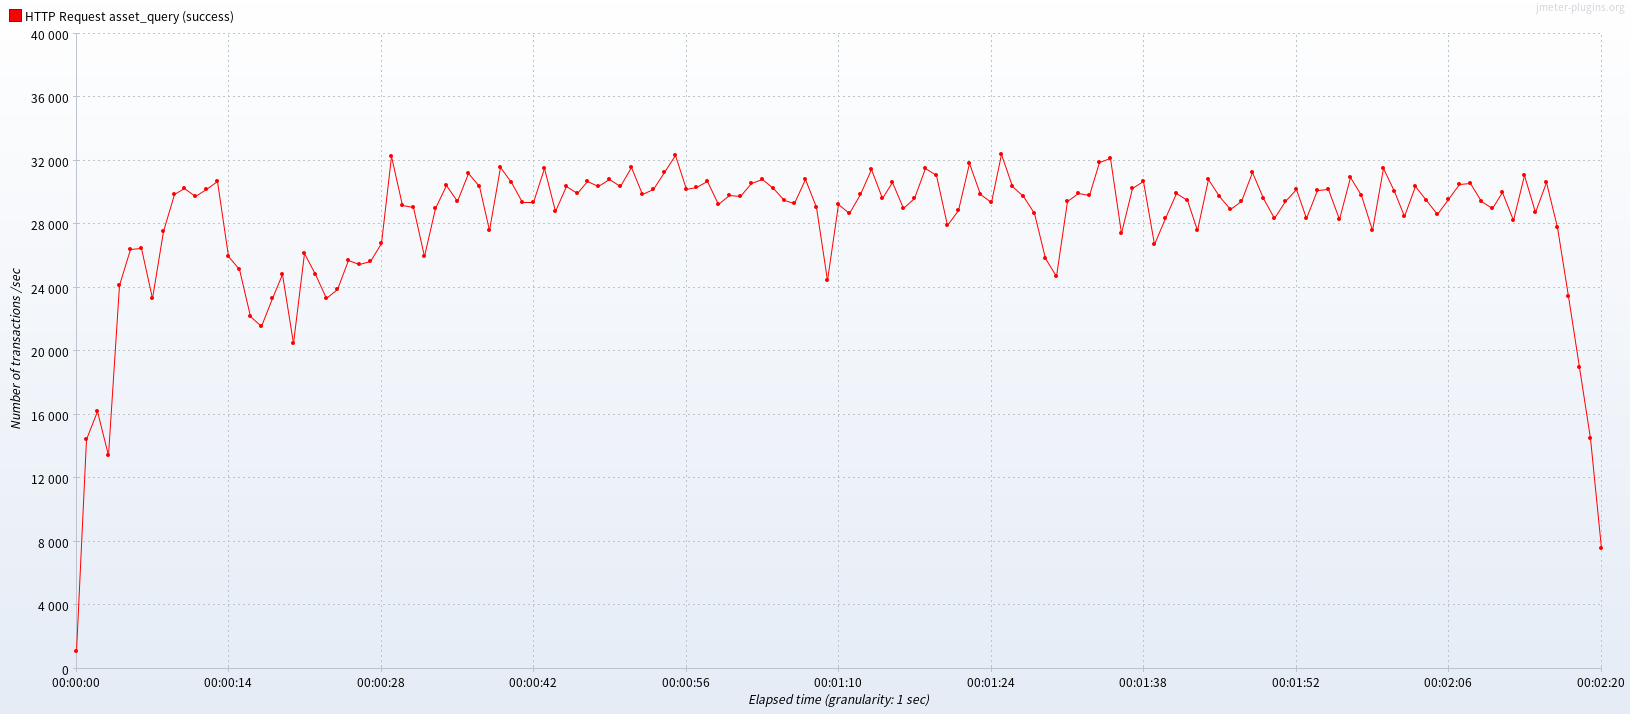 HTTP Request asset_query (success)
jmeter-plugins.org
40 000
36 000
32 000
28 000
24 000
20 000
16 000
12 000
8 000
4 000
0
Number of transactions /sec
00:00:00 00:00:14 00:00:28 00:00:42 00:00:56 00:01:10 00:01:24 00:01:38 00:01:52 00:02:06 00:02:20
Elapsed time (granularity: 1 sec)